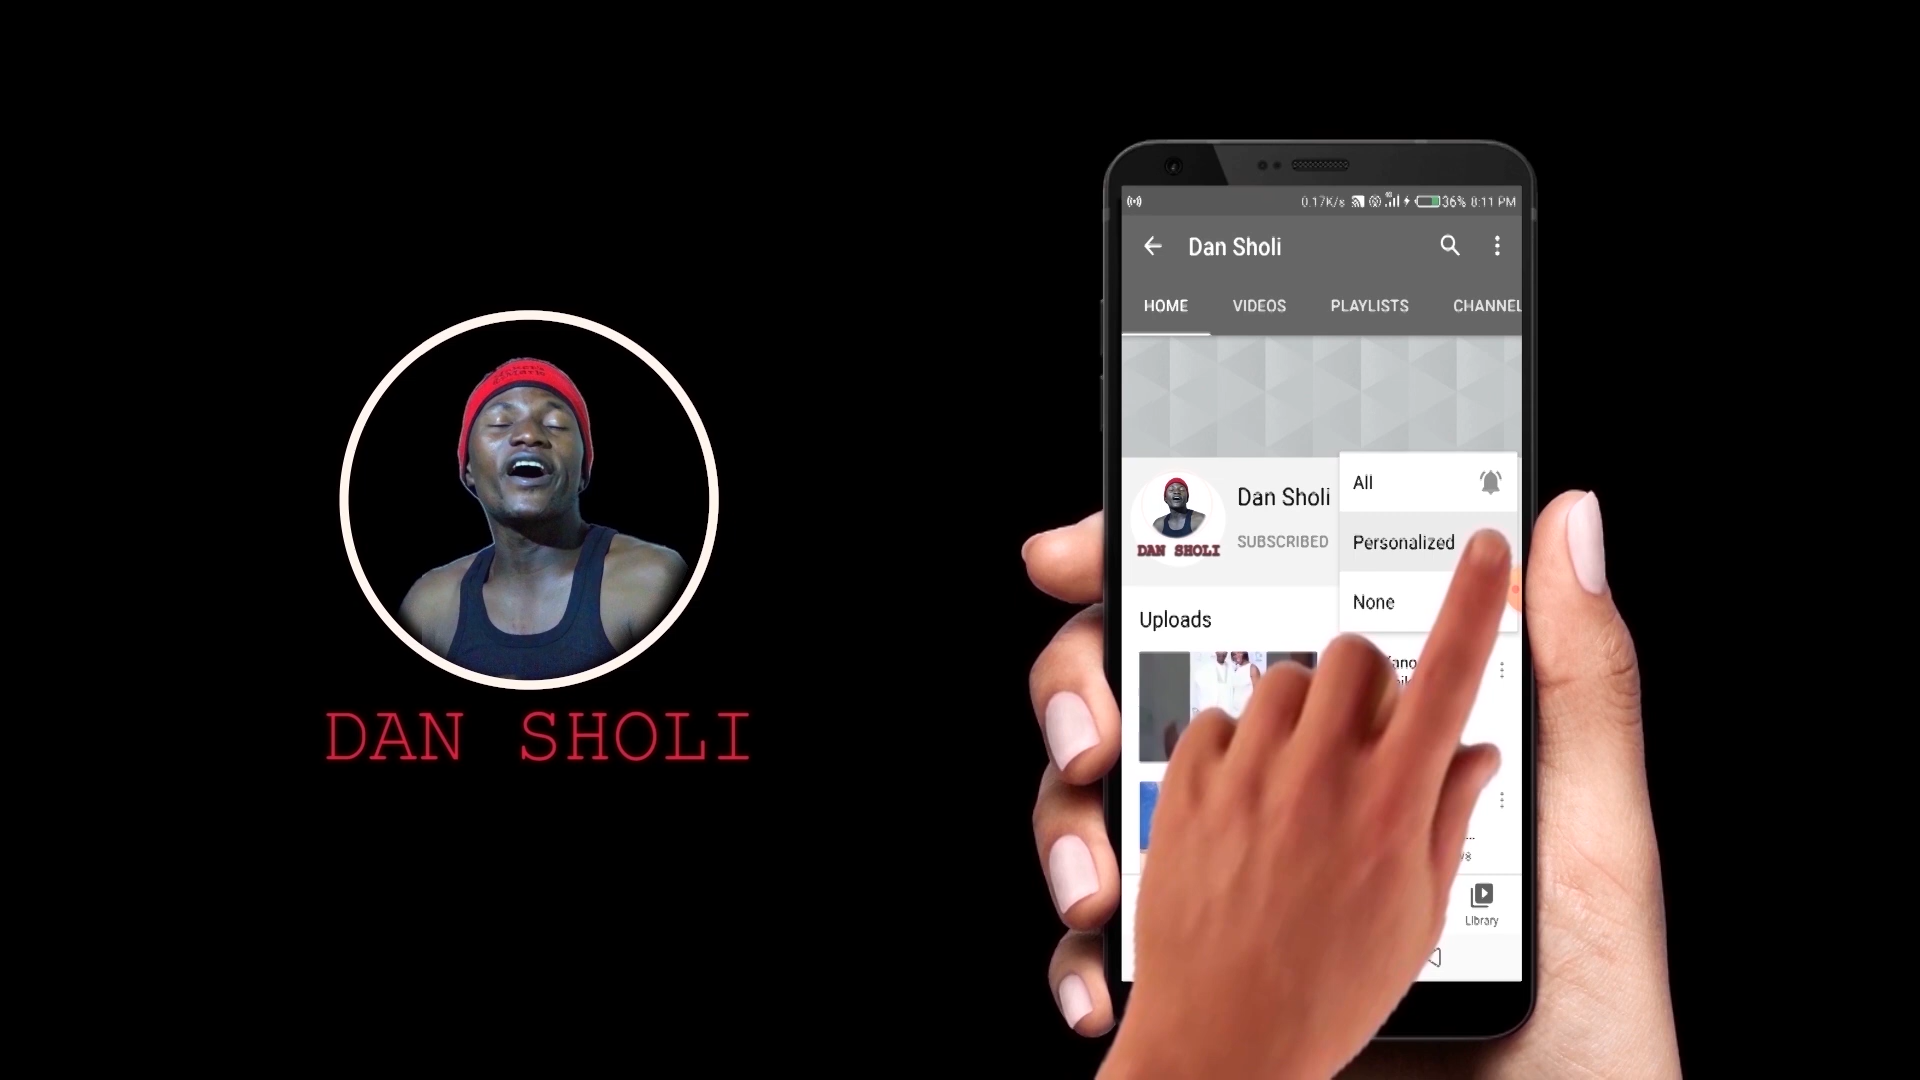 DAN SHOLI
0.17K/s 36% 8:11 PM
Dan Sholi
HOME VIDEOS PLAYLISTS CHANNEL
All
Dan Sholi
DAN SHOLI
SUBSCRIBED
Personalized
None
Uploads
Library